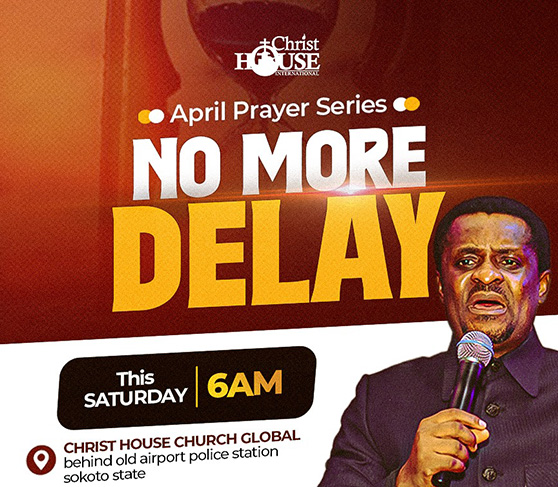 Christ
HOUSE
INTERNATIONAL
April Prayer Series
NO MORE
DELAY
This
SATURDAY
6AM
CHRIST HOUSE CHURCH GLOBAL
behind old airport police station
sokoto state